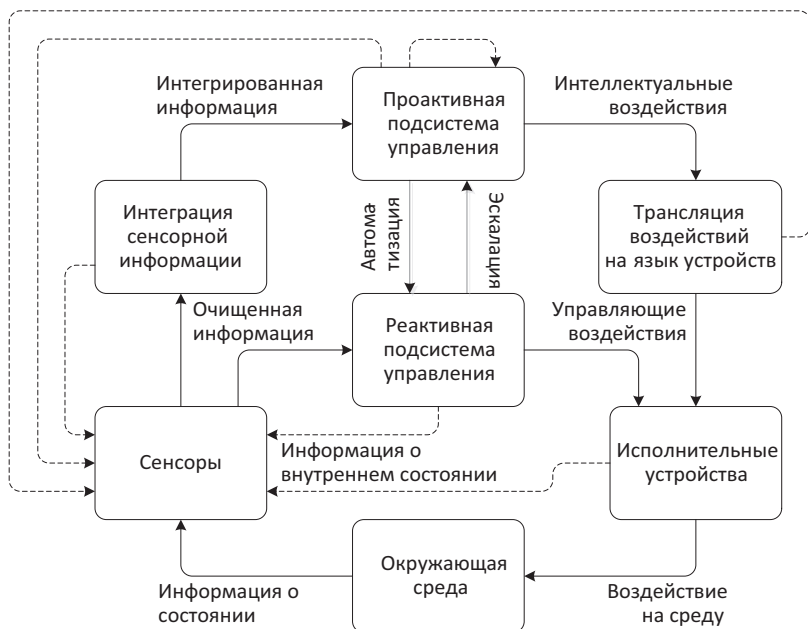 Интегрированная
информация
Проактивная
подсистема
управления
Интеллектуальные
воздействия
Интеграция
сенсорной
информации
Автома-
тизация
Эскалация
Трансляция
воздействий
на язык устройств
Очищенная
информация
Реактивная
подсистема
управления
Управляющие
воздействия
Сенсоры
Информация о
внутреннем состоянии
Исполнительные
устройства
Информация о
состоянии
Окружающая
среда
Воздействие
на среду